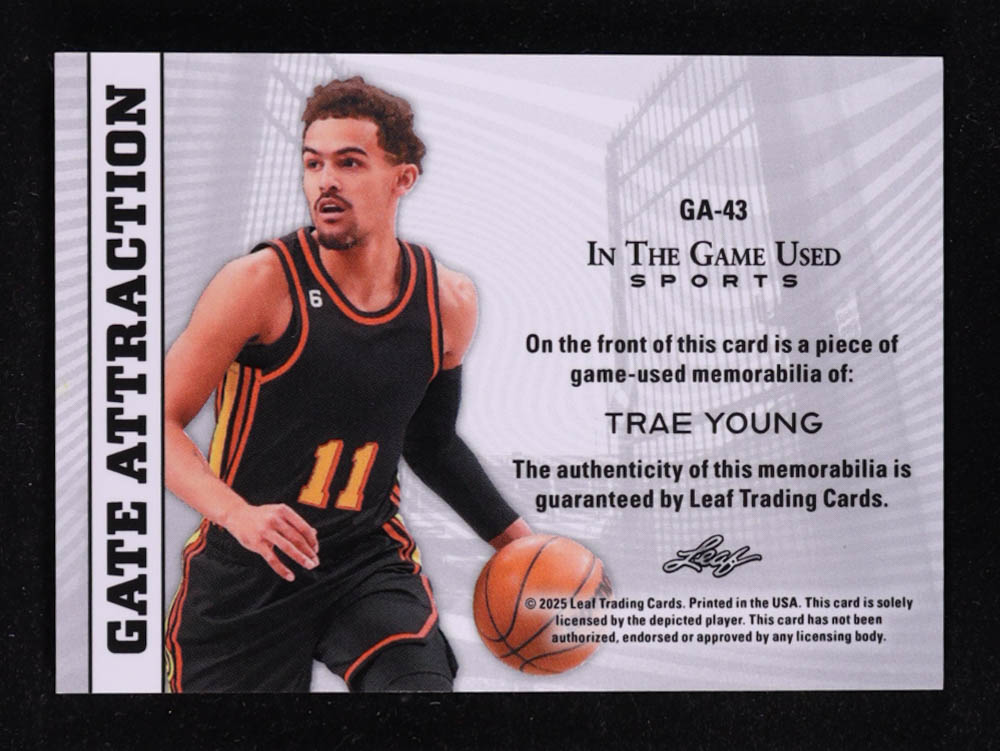 GATE ATTRACTION
6
11
GA-43
IN THE GAME USED
SPORTS
On the front of this card is a piece of
game-used memorabilia of:
TRAE YOUNG
The authenticity of this memorabilia is
guaranteed by Leaf Trading Cards.
Leaf
© 2025 Leaf Trading Cards. Printed in the USA. This card is solely
licensed by the depicted player. This card has not been
authorized, endorsed or approved by any licensing body.